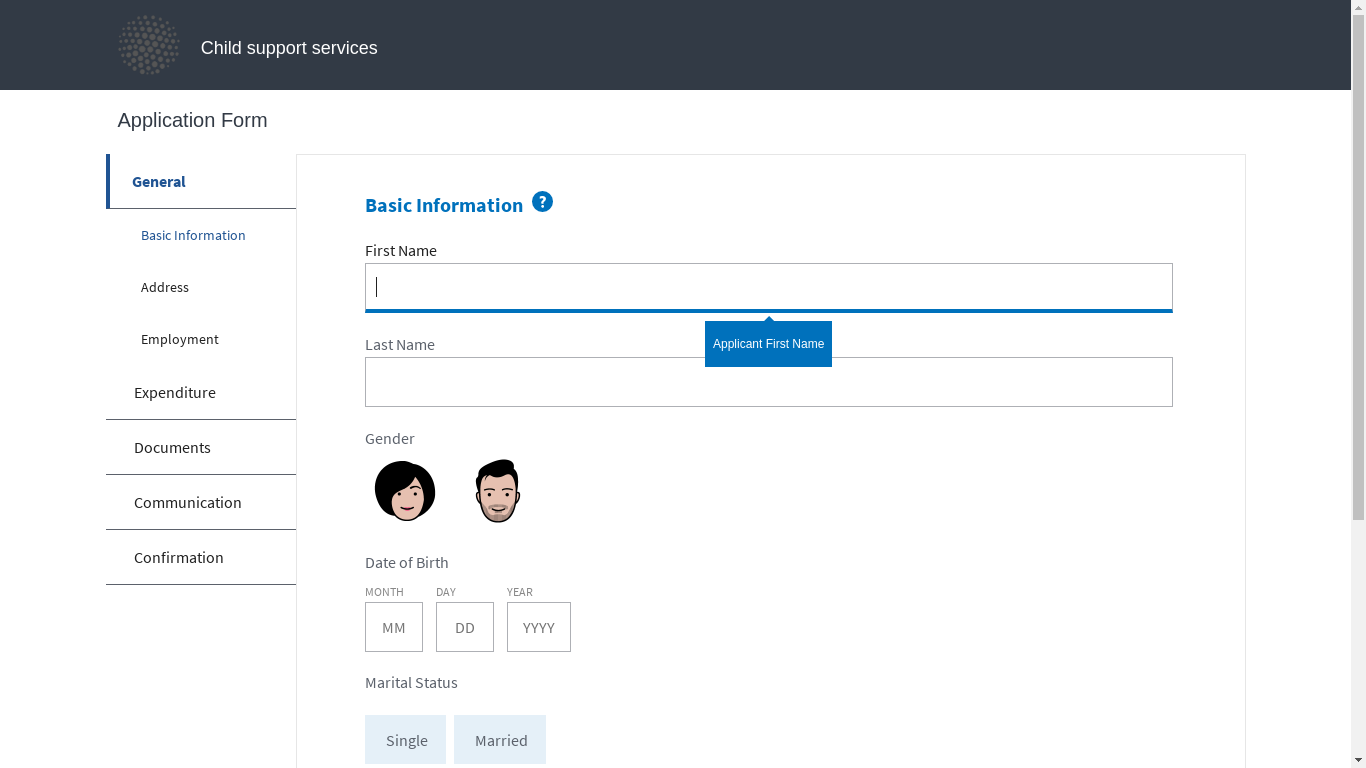 Child support services
Application Form
General
Basic Information
Address
Employment
Expenditure
Documents
Communication
Confirmation
Basic Information ?
First Name
Applicant First Name
Last Name
Gender
Date of Birth
MONTH DAY YEAR
MM DD YYYY
Marital Status
Single Married